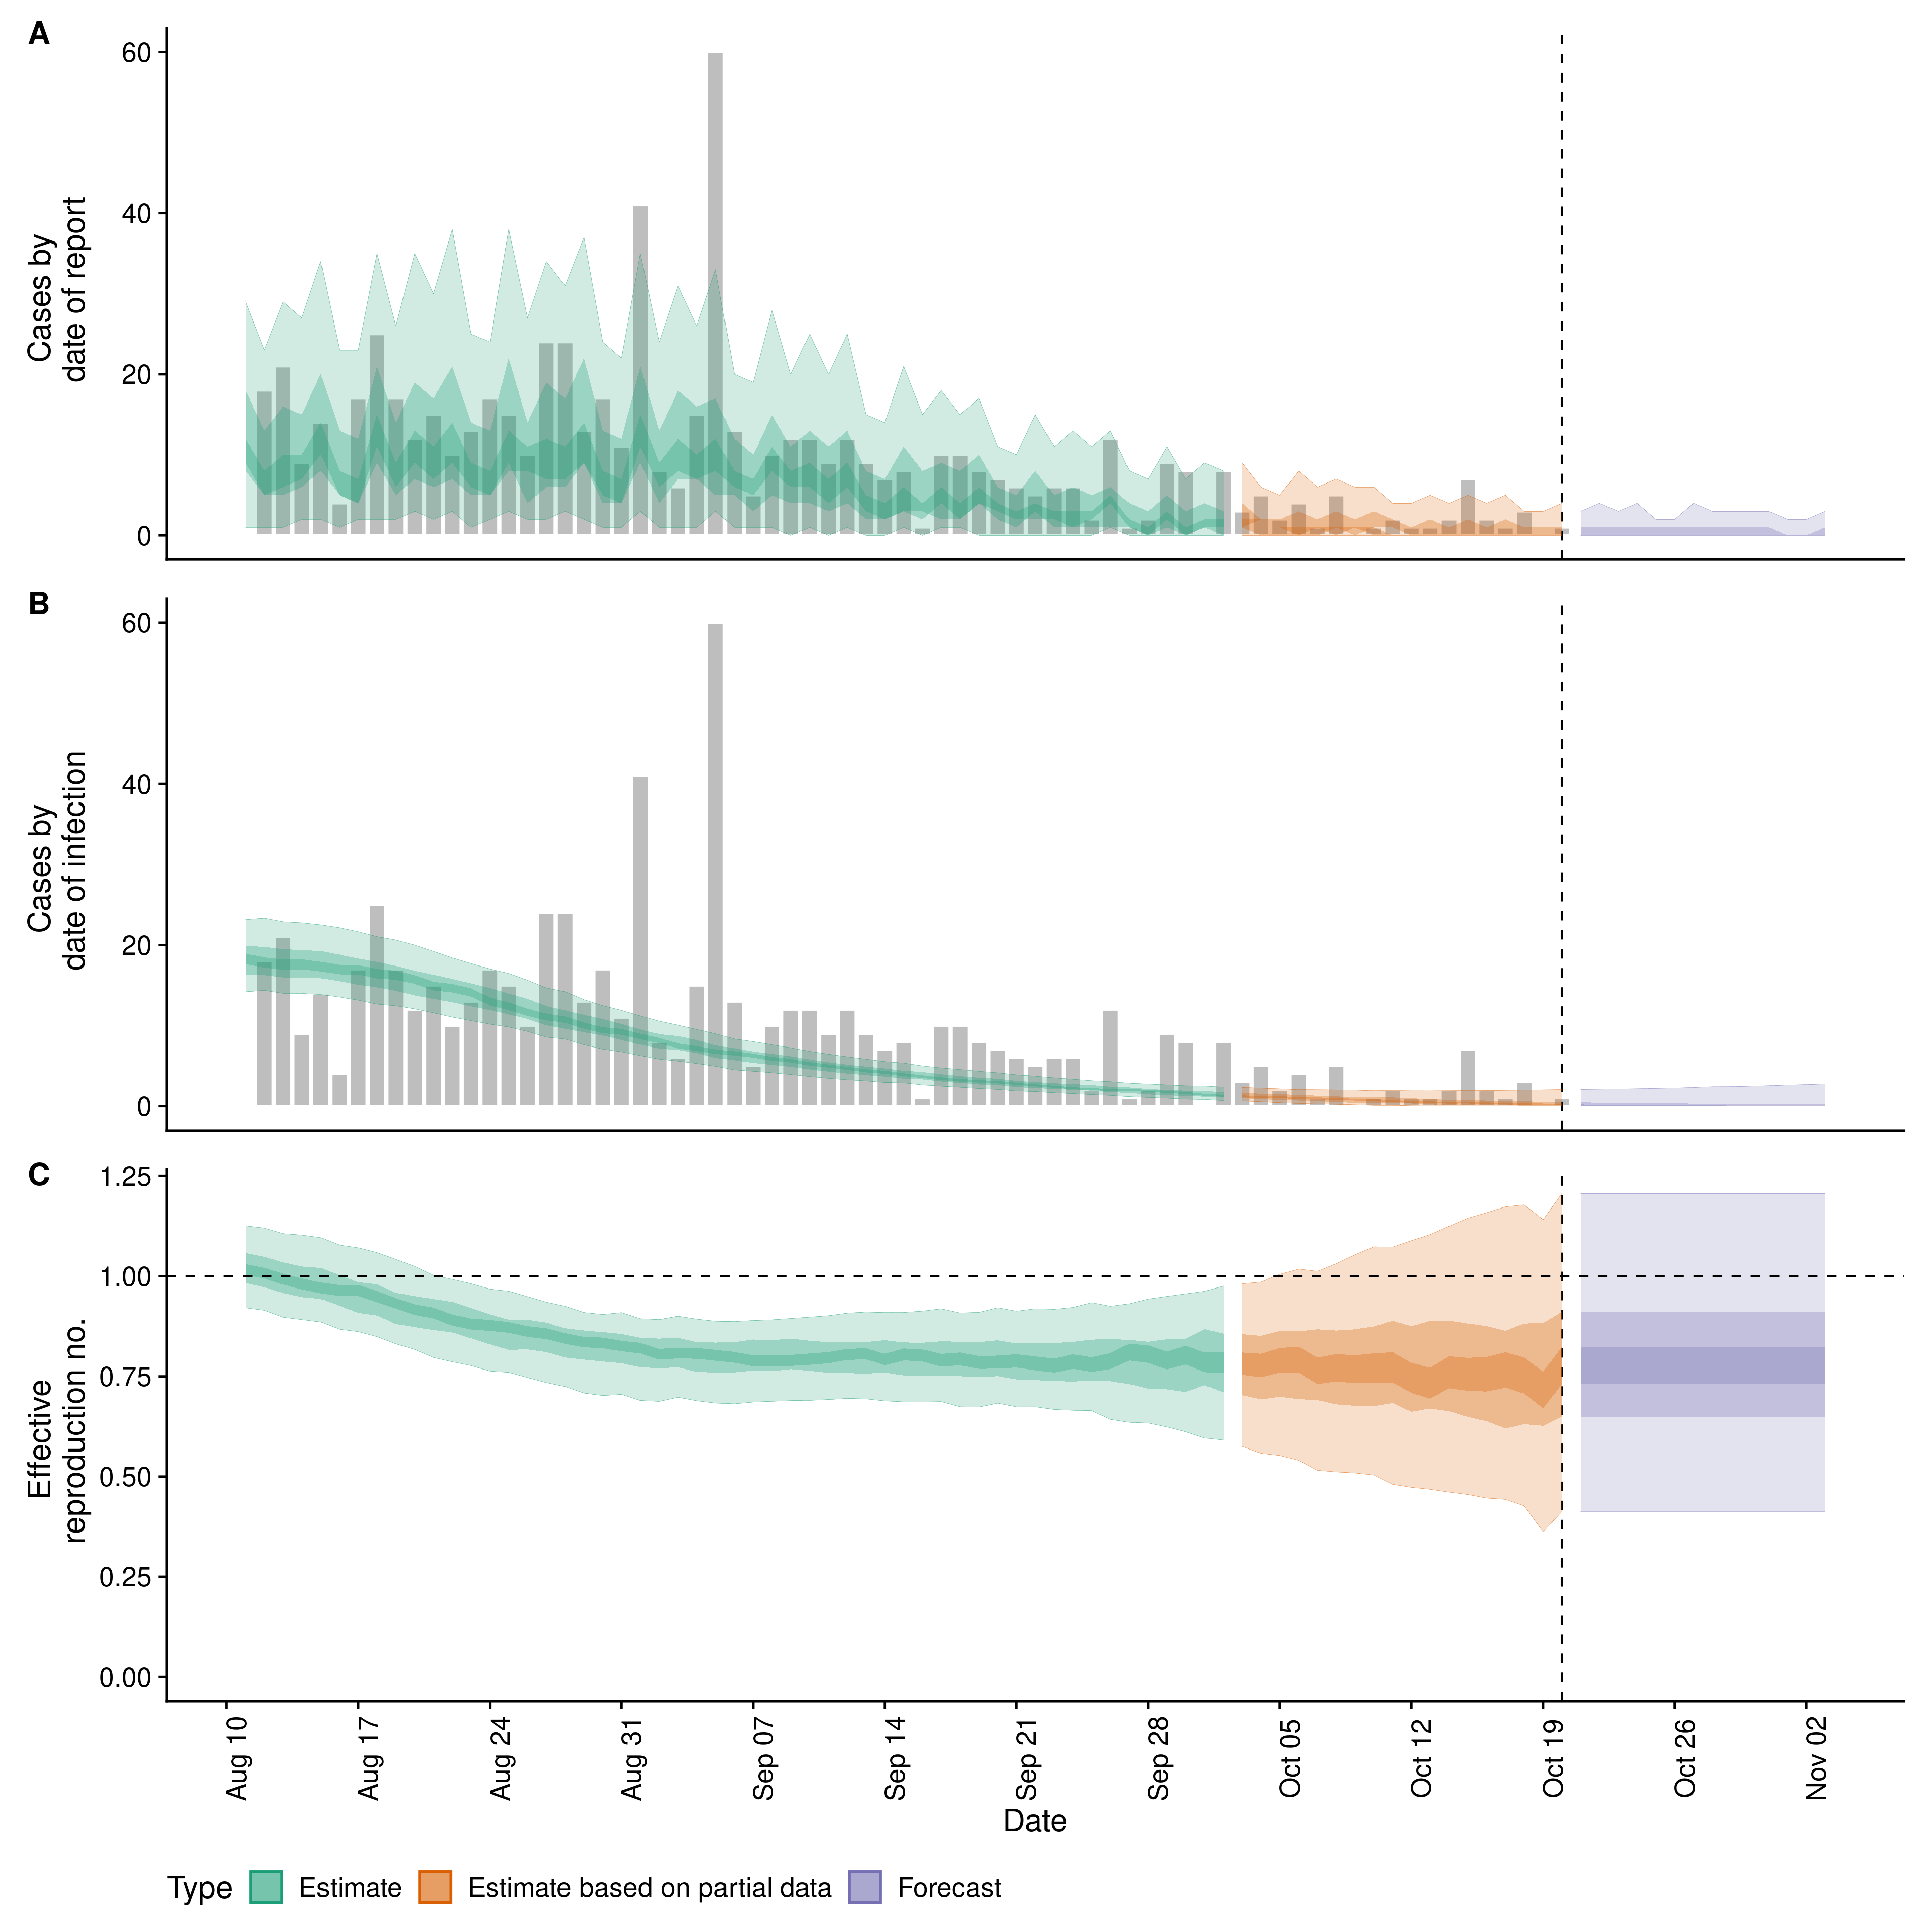 A
60
40
20
0
Cases by
date of report
B
60
40
20
0
Cases by
date of infection
C
1.25
1.00
0.75
0.50
0.25
0.00
Effective
reproduction no.
Aug 10
Aug 17
Aug 24
Aug 31
Sep 07
Sep 14
Sep 21
Sep 28
Oct 05
Oct 12
Oct 19
Oct 26
Nov 02
Date
Type Estimate Estimate based on partial data Forecast